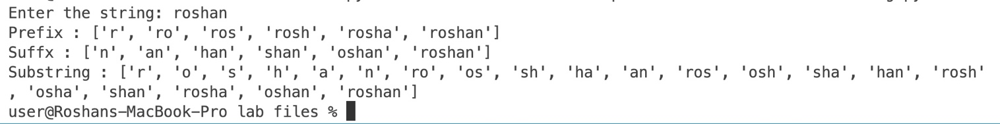 Enter the string: roshan
Prefix : ['r', 'ro', 'ros', 'rosh', 'rosha', 'roshan']
Suffx : ['n', 'an', 'han', 'shan', 'oshan', 'roshan']
Substring : ['r', 'o', 's', 'h', 'a', 'n', 'ro', 'os', 'sh', 'ha', 'an', 'ros', 'osh', 'sha', 'han', 'rosh'
, 'osha', 'shan', 'rosha', 'oshan', 'roshan']
user@Roshans-MacBook-Pro lab files %